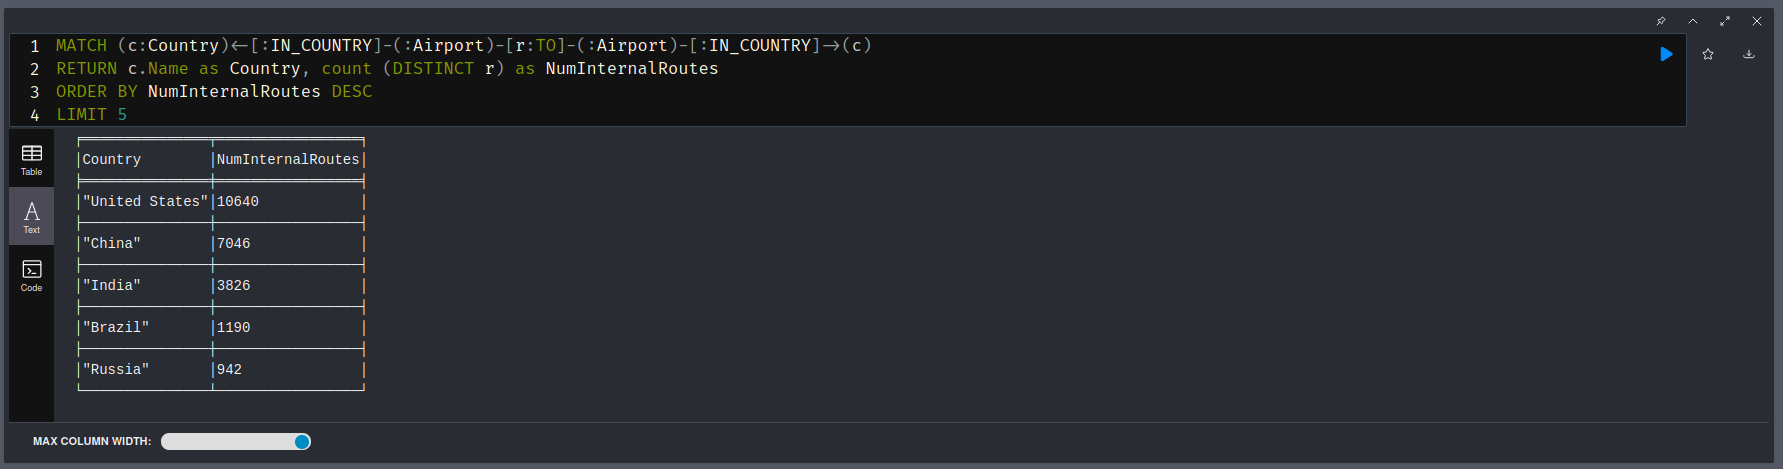 1 MATCH (c:Country)<-[:IN_COUNTRY]-(:Airport)-[r:TO]-(:Airport)-[:IN_COUNTRY]->(c)
2 RETURN c.Name as Country, count (DISTINCT r) as NumInternalRoutes
3 ORDER BY NumInternalRoutes DESC
4 LIMIT 5
Table
Text
Code
Country NumInternalRoutes
"United States" 10640
"China" 7046
"India" 3826
"Brazil" 1190
"Russia" 942
MAX COLUMN WIDTH: